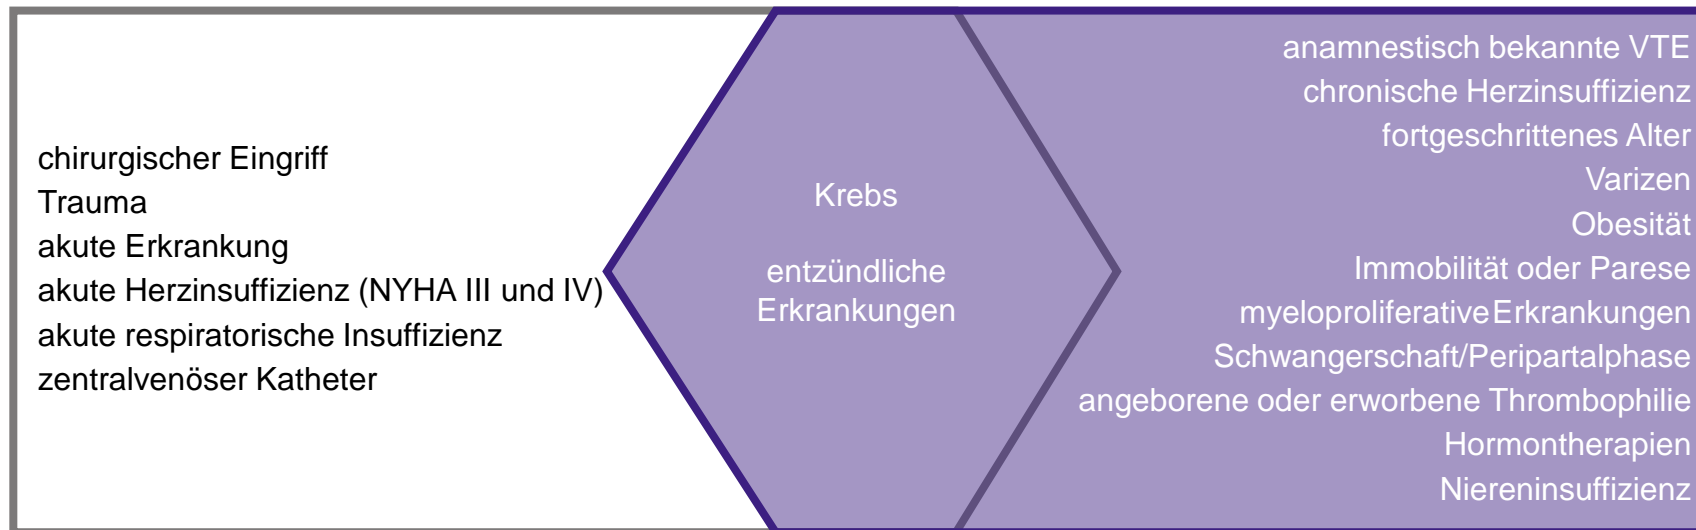 chirurgischer Eingriff
Trauma
akute Erkrankung
akute Herzinsuffizienz (NYHA III und IV)
akute respiratorische Insuffizienz
zentralvenöser Katheter
Krebs
entzündliche
Erkrankungen
anamnestisch bekannte VTE
chronische Herzinsuffizienz
fortgeschrittenes Alter
Varizen
Obesität
Immobilität oder Parese
myeloproliferative Erkrankungen
Schwangerschaft/Peripartalphase
angeborene oder erworbene Thrombophilie
Hormontherapien
Niereninsuffizienz